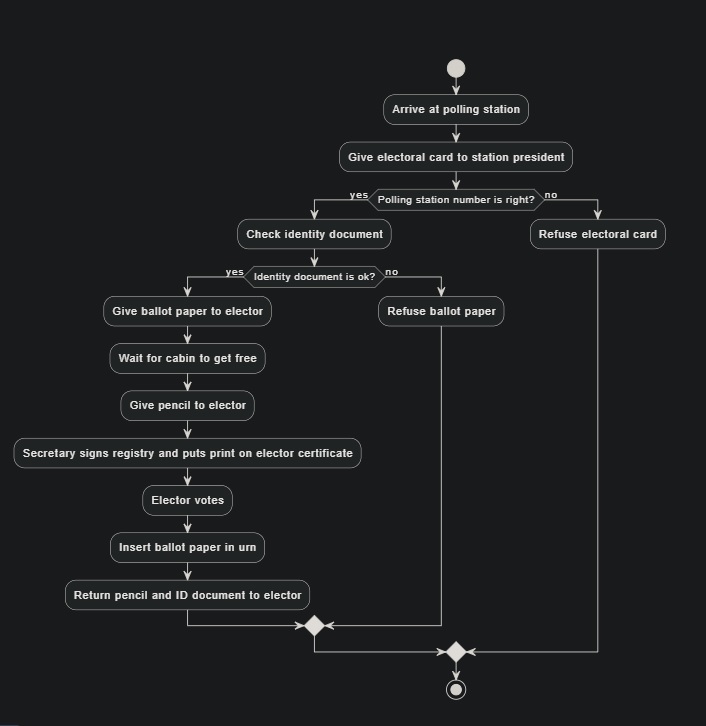 Arrive at polling station
Give electoral card to station president
yes
Polling station number is right?
no
Check identity document
Refuse electoral card
yes
Identity document is ok?
no
Give ballot paper to elector
Refuse ballot paper
Wait for cabin to get free
Give pencil to elector
Secretary signs registry and puts print on elector certificate
Elector votes
Insert ballot paper in urn
Return pencil and ID document to elector